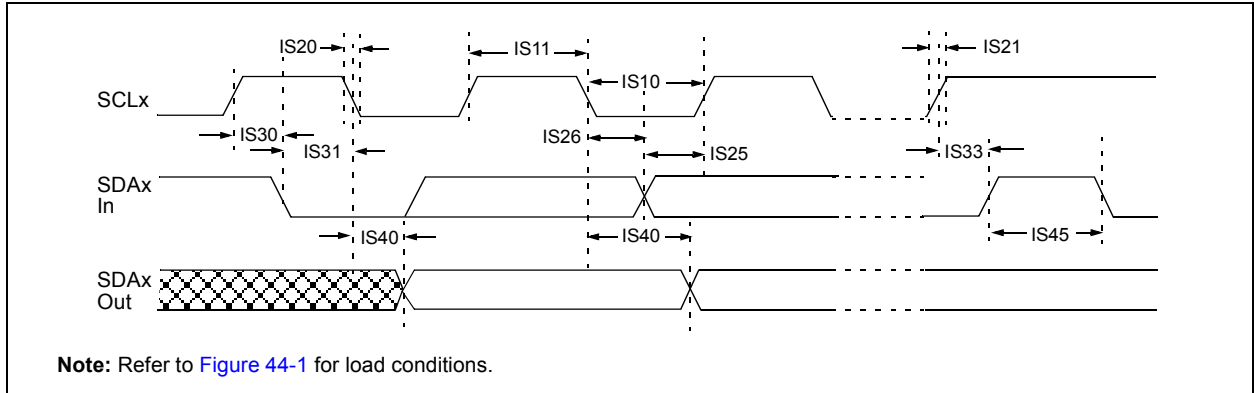 IS20
IS11
IS21
IS10
SCLx
IS30
IS26
IS31
IS25
IS33
SDAx
In
IS40
IS40
IS45
SDAx
Out
Note: Refer to Figure 44-1 for load conditions.